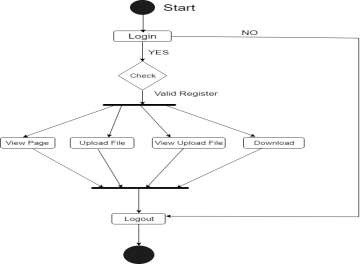 Start
Login
NO
YES
Check
Valid Register
View Page
Upload File
View Upload File
Download
Logout